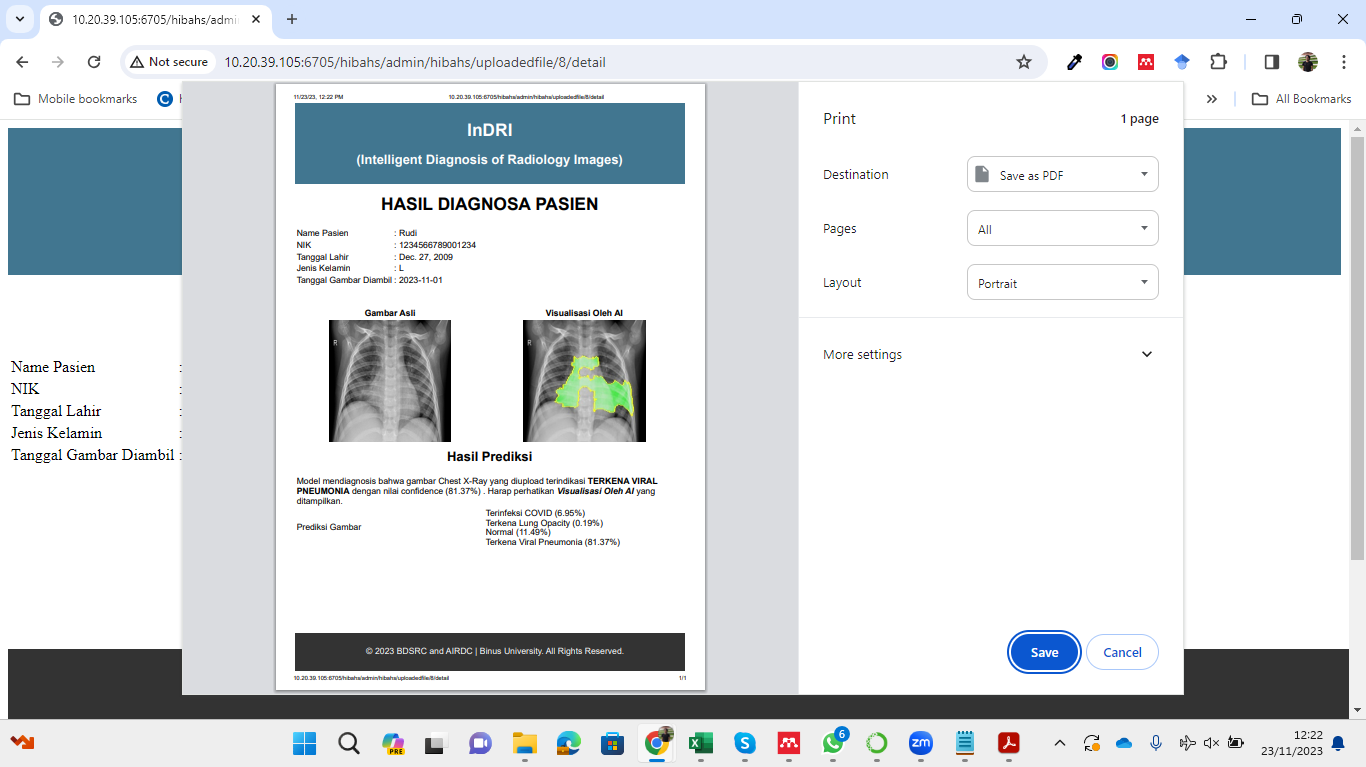 10.20.39.105:6705/hibahs/admi
Not secure
10.20.39.105:6705/hibahs/admin/hibahs/uploadedfile/8/detail
Mobile bookmarks
All Bookmarks
Name Pasien :
NIK :
Tanggal Lahir :
Jenis Kelamin :
Tanggal Gambar Diambil :
11/23/23, 12:22 PM
10.20.39.105:6705/hibahs/admin/hibahs/uploadedfile/8/detail
InDRI
(Intelligent Diagnosis of Radiology Images)
HASIL DIAGNOSA PASIEN
Name Pasien : Rudi
NIK : 1234566789001234
Tanggal Lahir : Dec. 27, 2009
Jenis Kelamin : L
Tanggal Gambar Diambil : 2023-11-01
Gambar Asli
Visualisasi Oleh AI
R
R
Hasil Prediksi
Model mendiagnosis bahwa gambar Chest X-Ray yang diupload terindikasi TERKENA VIRAL
PNEUMONIA dengan nilai confidence (81.37%) . Harap perhatikan Visualisasi Oleh AI yang
ditampilkan.
Prediksi Gambar
Terinfeksi COVID (6.95%)
Terkena Lung Opacity (0.19%)
Normal (11.49%)
Terkena Viral Pneumonia (81.37%)
© 2023 BDSRC and AIRDC | Binus University. All Rights Reserved.
10.20.39.105:6705/hibahs/admin/hibahs/uploadedfile/8/detail
1/1
Print
1 page
Destination
Save as PDF
Pages
All
Layout
Portrait
More settings
Save
Cancel
PRE
6
zm
12:22
23/11/2023